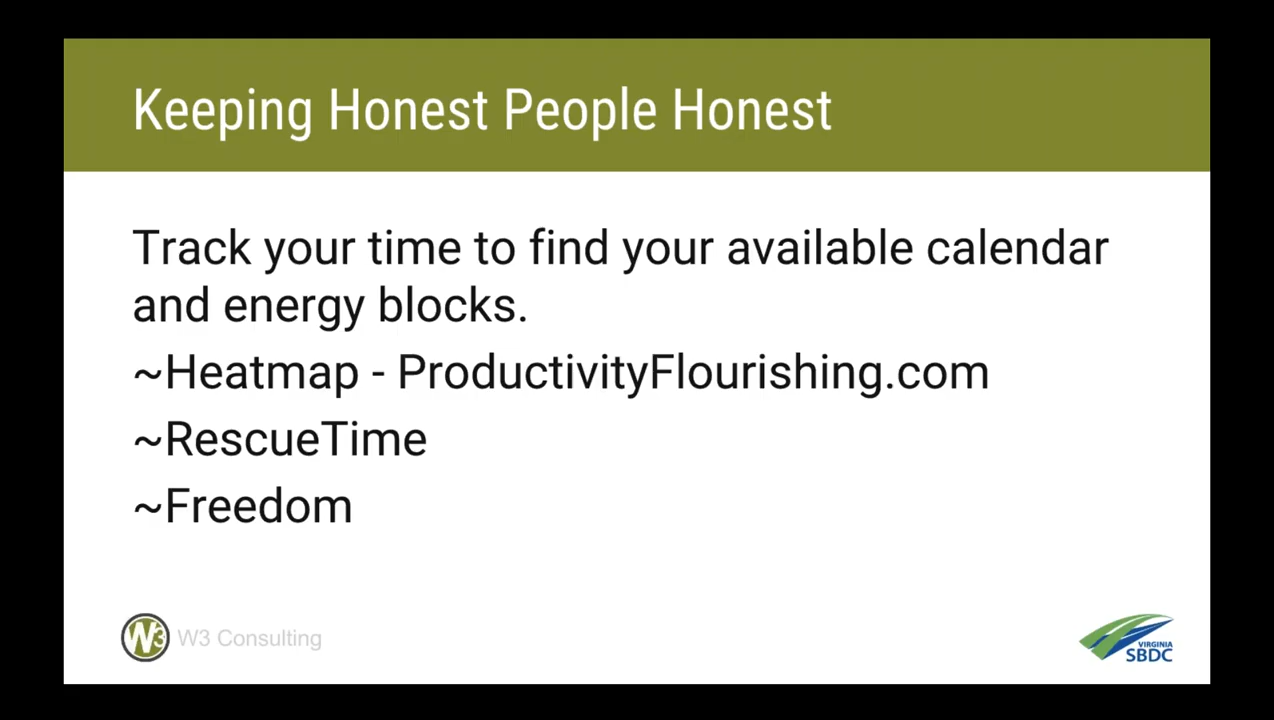 Keeping Honest People Honest
Track your time to find your available calendar
and energy blocks.
~Heatmap - ProductivityFlourishing.com
~RescueTime
~Freedom
W3 W3 Consulting
VIRGINIA
SBDC